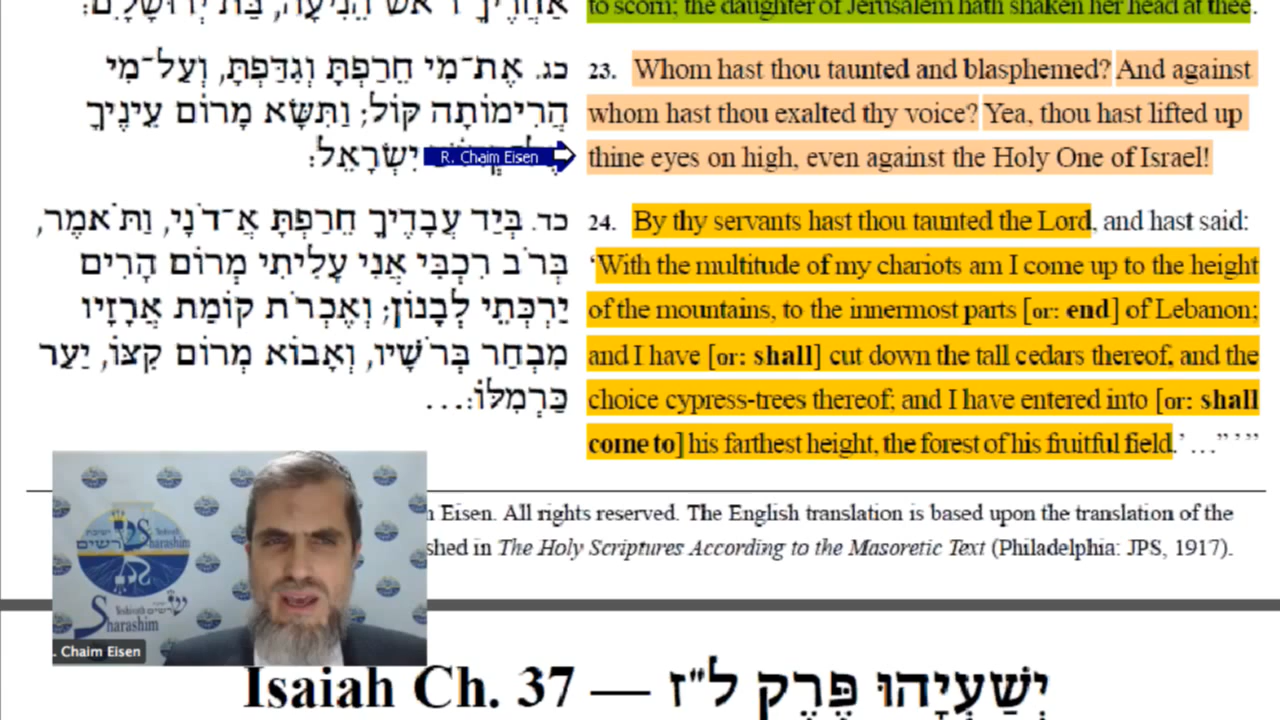 אַחֲרֶיךָ רֹאשׁ הֵנִיעָה, בַּת יְרוּשָׁלָיִם:
to scorn; the daughter of Jerusalem hath shaken her head at thee.
כג. אֶת־מִי חֵרַפְתָּ וְגִדַּפְתָּ, וְעַל־מִי
הֲרִימוֹתָה קּוֹל; וַתִּשָּׂא מָרוֹם עֵינֶיךָ
יִשְׂרָאֵל:
23. Whom hast thou taunted and blasphemed? And against
whom hast thou exalted thy voice? Yea, thou hast lifted up
thine eyes on high, even against the Holy One of Israel!
R. Chaim Eisen
כד. בְּיַד עֲבָדֶיךָ חֵרַפְתָּ אֲ־דֹנָי, וַתֹּאמֶר,
בְּרֹב רִכְבִּי אֲנִי עָלִיתִי מְרוֹם הָרִים
יַרְכְּתֵי לְבָנוֹן; וְאֶכְרֹת קוֹמַת אֲרָזָיו
מִבְחַר בְּרֹשָׁיו, וְאָבוֹא מְרוֹם קִצּוֹ, יַעַר
כַּרְמִלּוֹ:...
24. By thy servants hast thou taunted the Lord, and hast said:
‘With the multitude of my chariots am I come up to the height
of the mountains, to the innermost parts [or: end] of Lebanon;
and I have [or: shall] cut down the tall cedars thereof, and the
choice cypress-trees thereof; and I have entered into [or: shall
come to] his farthest height, the forest of his fruitful field.’…” ’ ”
Eisen. All rights reserved. The English translation is based upon the translation of the
shed in The Holy Scriptures According to the Masoretic Text (Philadelphia: JPS, 1917).
Yeshivath
Sharashim
. Chaim Eisen
Isaiah Ch. 37 — יְשַׁעְיָהוּ פֶּרֶק ל״ז